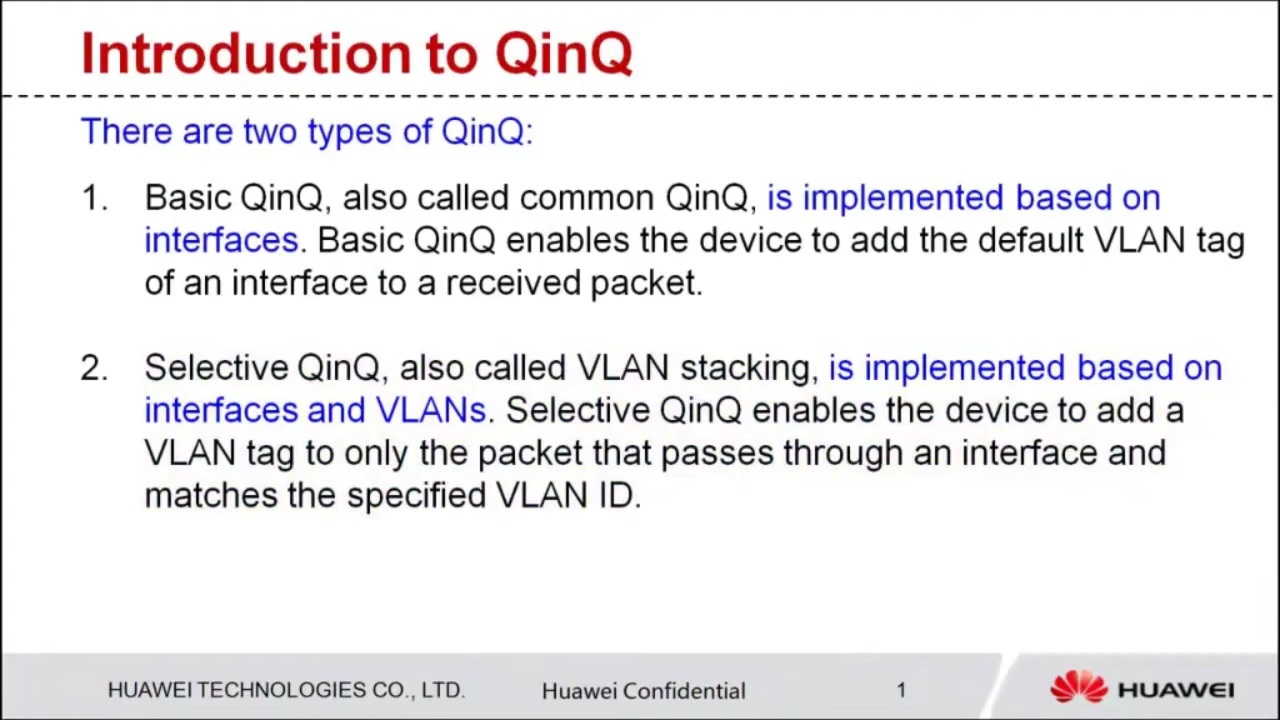 Introduction to QinQ
There are two types of QinQ:
1. Basic QinQ, also called common QinQ, is implemented based on
interfaces. Basic QinQ enables the device to add the default VLAN tag
of an interface to a received packet.
2. Selective QinQ, also called VLAN stacking, is implemented based on
interfaces and VLANs. Selective QinQ enables the device to add a
VLAN tag to only the packet that passes through an interface and
matches the specified VLAN ID.
HUAWEI TECHNOLOGIES CO., LTD. Huawei Confidential 1 HUAWEI